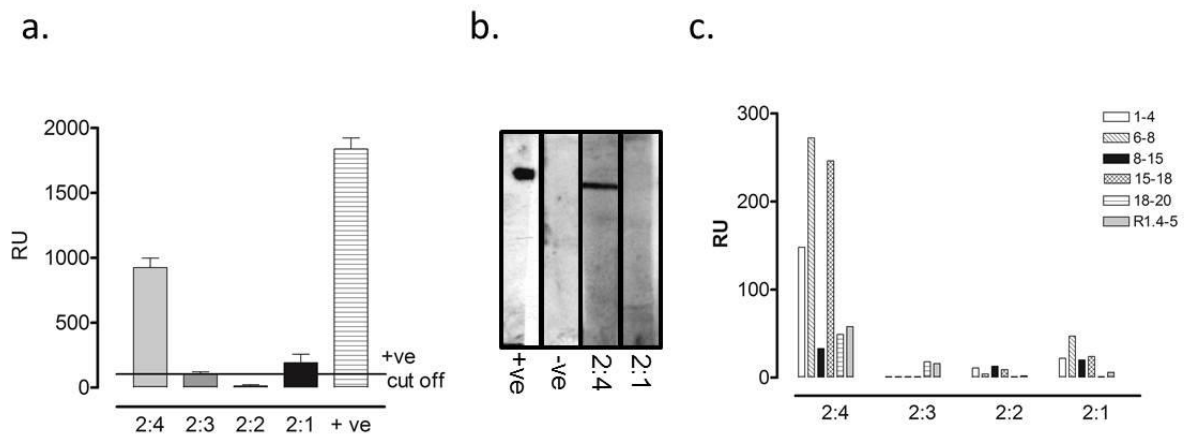 a.
2000
1500
1000
500
0
RU
+ve
cut off
2:4 2:3 2:2 2:1 + ve
b.
+ve -ve 2:4 2:1
c.
300
200
100
0
RU
1-4
6-8
8-15
15-18
18-20
R1.4-5
2:4 2:3 2:2 2:1